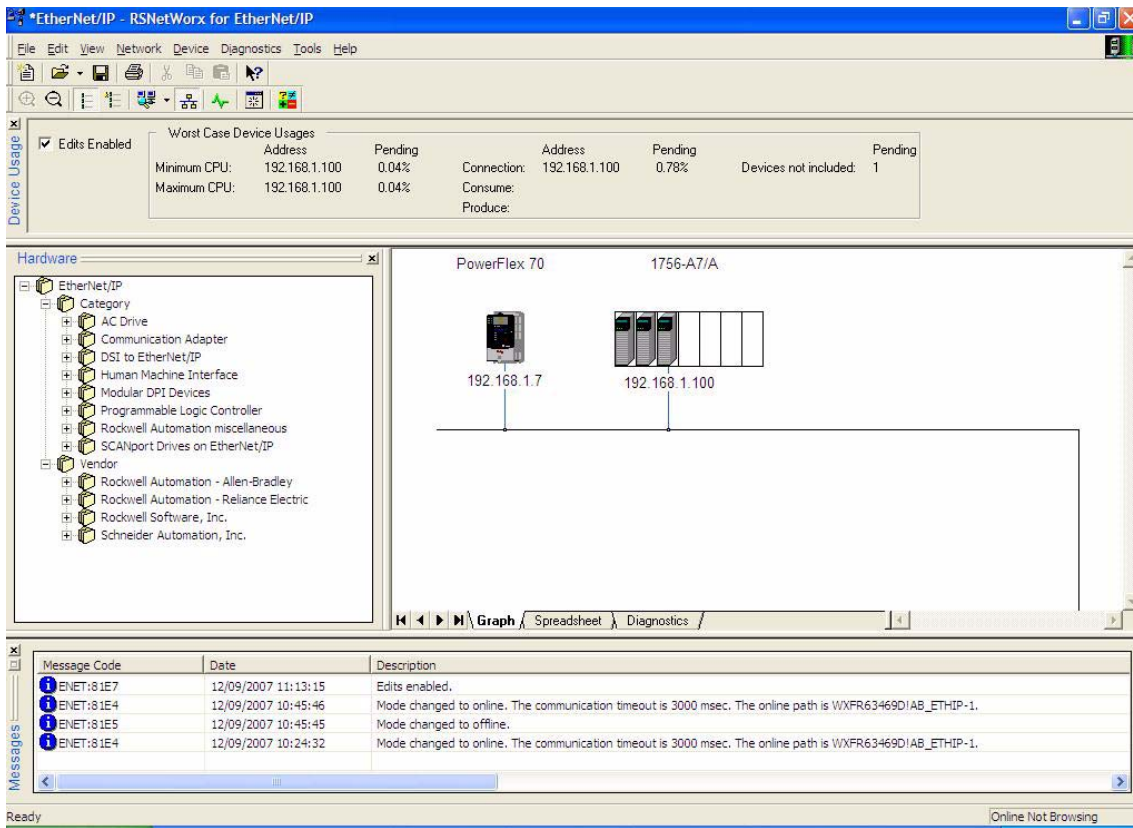 *EtherNet/IP - RSNetWorx for EtherNet/IP
File Edit View Network Device Diagnostics Tools Help
Device Usage
Edits Enabled
Worst Case Device Usages
Address Pending Address Pending Pending
Minimum CPU: 192.168.1.100 0.04% Connection: 192.168.1.100 0.78% Devices not included: 1
Maximum CPU: 192.168.1.100 0.04% Consume:
Produce:
Hardware
EtherNet/IP
Category
AC Drive
Communication Adapter
DSI to EtherNet/IP
Human Machine Interface
Modular DPI Devices
Programmable Logic Controller
Rockwell Automation miscellaneous
SCANport Drives on EtherNet/IP
Vendor
Rockwell Automation - Allen-Bradley
Rockwell Automation - Reliance Electric
Rockwell Software, Inc.
Schneider Automation, Inc.
PowerFlex 70 1756-A7/A
192.168.1.7 192.168.1.100
Graph Spreadsheet Diagnostics
Messages
Message Code Date Description
ENET:81E7 12/09/2007 11:13:15 Edits enabled.
ENET:81E4 12/09/2007 10:45:46 Mode changed to online. The communication timeout is 3000 msec. The online path is WXFR63469D!AB_ETHIP-1.
ENET:81E5 12/09/2007 10:45:45 Mode changed to offline.
ENET:81E4 12/09/2007 10:24:32 Mode changed to online. The communication timeout is 3000 msec. The online path is WXFR63469D!AB_ETHIP-1.
Ready Online Not Browsing